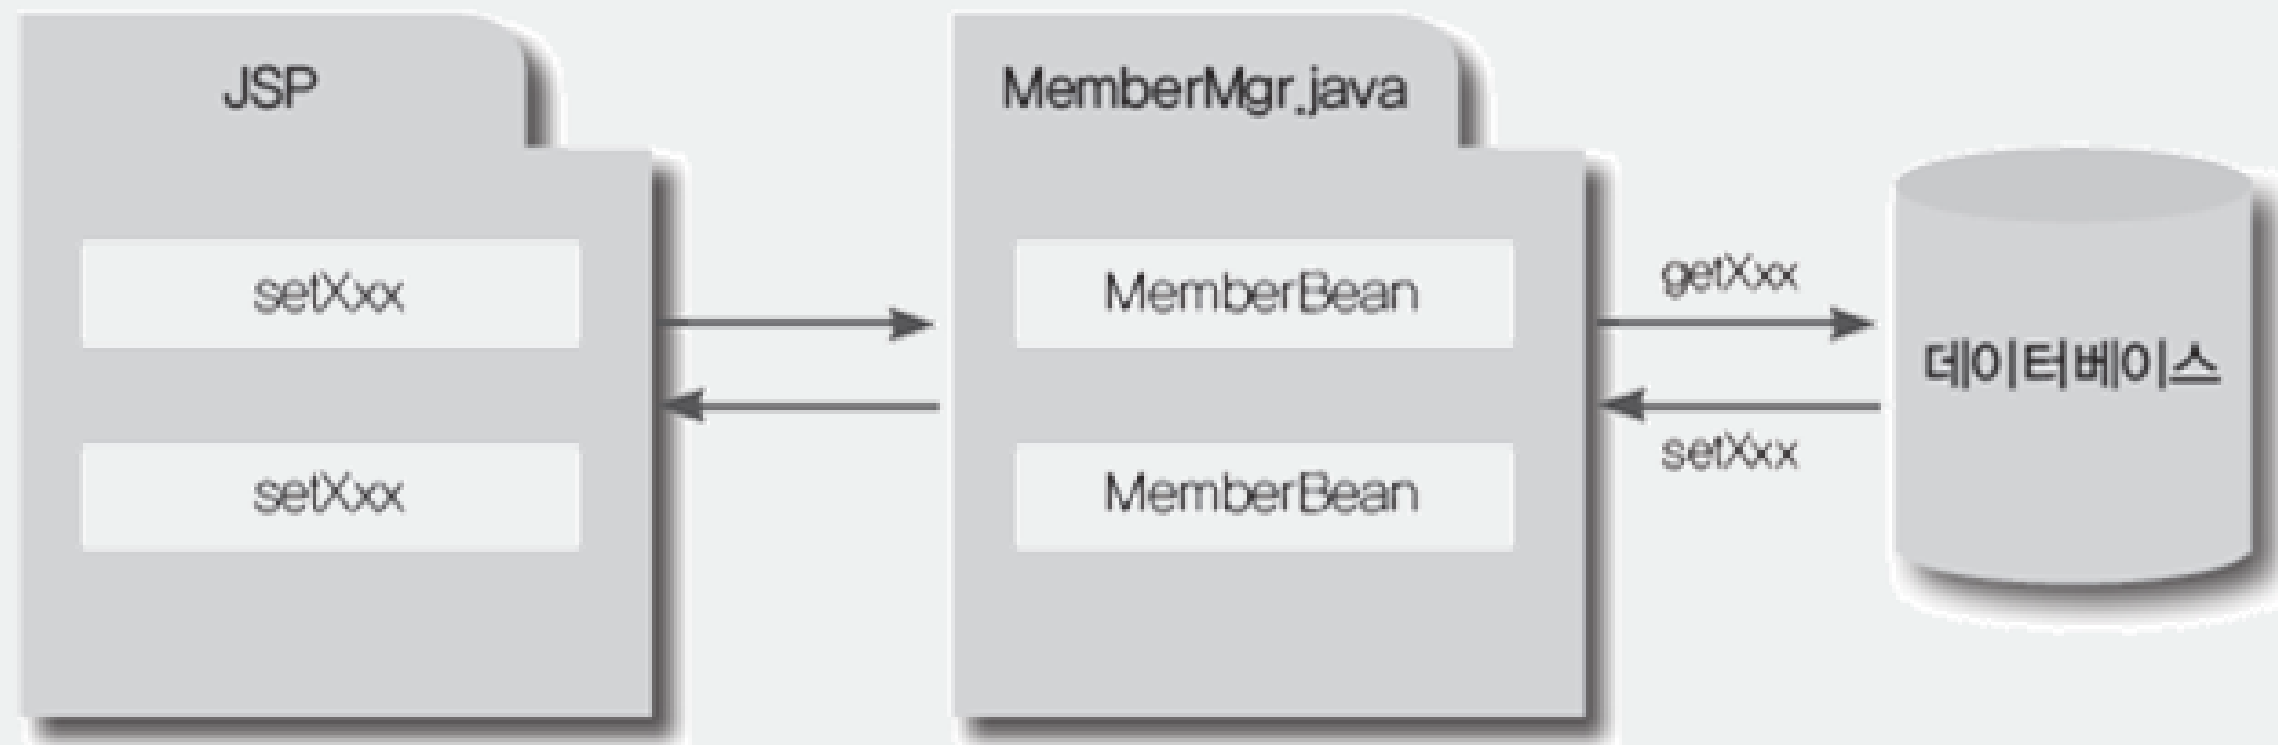 JSP
setXxx
setXxx
MemberMgr.java
MemberBean
MemberBean
getXxx
setXxx
데이터베이스